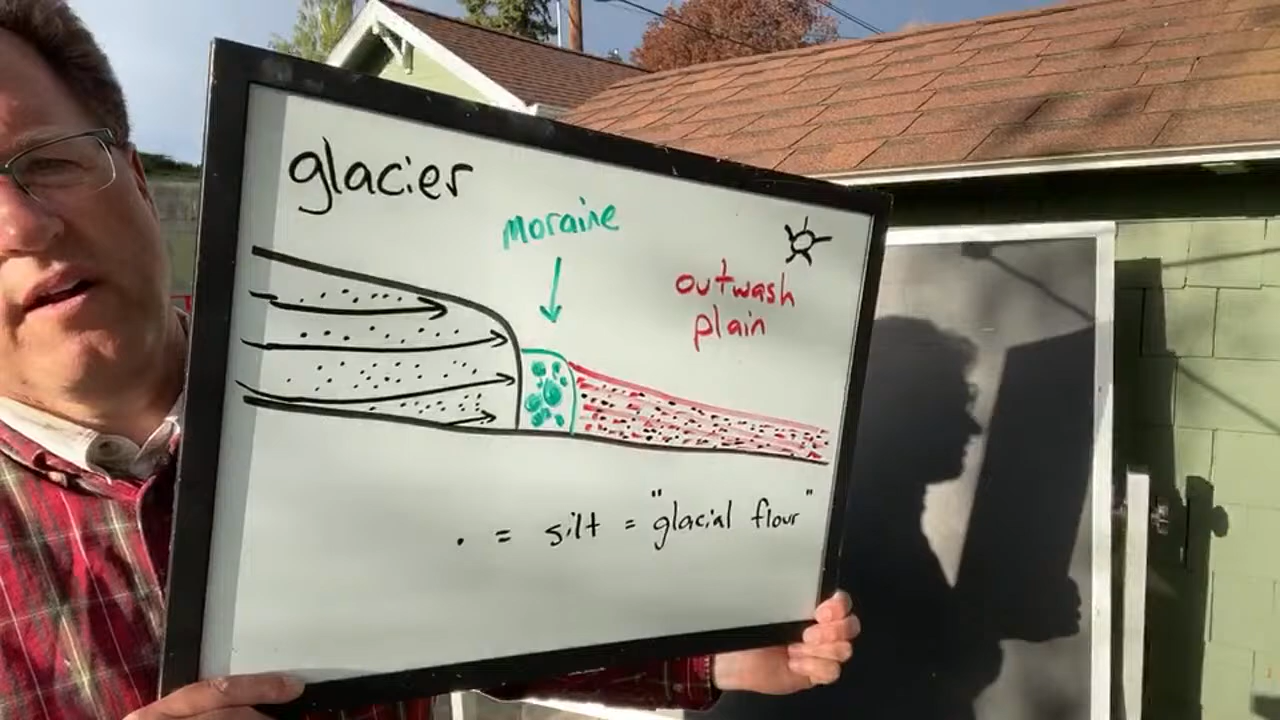 glacier
moraine
outwash
plain
. = silt = "glacial flour"